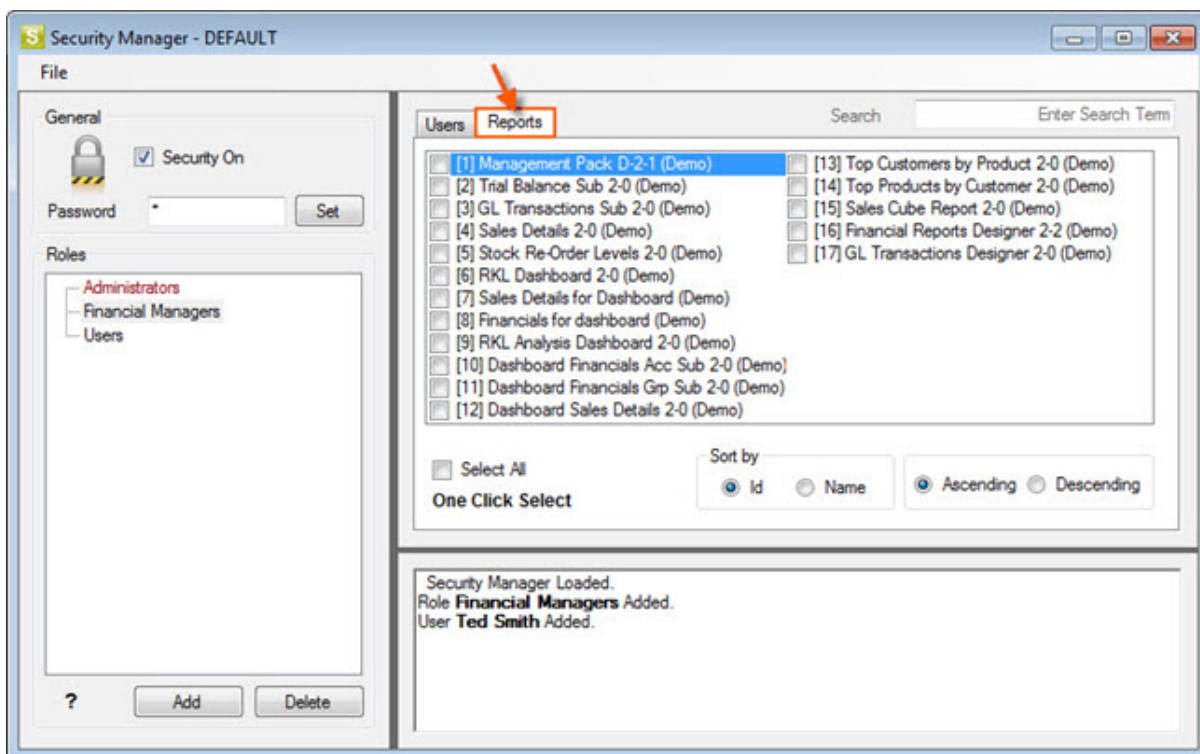 S Security Manager - DEFAULT
File
General
Security On
Password * Set
Roles
Administrators
Financial Managers
Users
? Add Delete
Users Reports Search Enter Search Term
[1] Management Pack D-2-1 (Demo)
[2] Trial Balance Sub 2-0 (Demo)
[3] GL Transactions Sub 2-0 (Demo)
[4] Sales Details 2-0 (Demo)
[5] Stock Re-Order Levels 2-0 (Demo)
[6] RKL Dashboard 2-0 (Demo)
[7] Sales Details for Dashboard (Demo)
[8] Financials for dashboard (Demo)
[9] RKL Analysis Dashboard 2-0 (Demo)
[10] Dashboard Financials Acc Sub 2-0 (Demo)
[11] Dashboard Financials Grp Sub 2-0 (Demo)
[12] Dashboard Sales Details 2-0 (Demo)
[13] Top Customers by Product 2-0 (Demo)
[14] Top Products by Customer 2-0 (Demo)
[15] Sales Cube Report 2-0 (Demo)
[16] Financial Reports Designer 2-2 (Demo)
[17] GL Transactions Designer 2-0 (Demo)
Select All
One Click Select
Sort by
Id Name
Ascending Descending
Security Manager Loaded.
Role Financial Managers Added.
User Ted Smith Added.